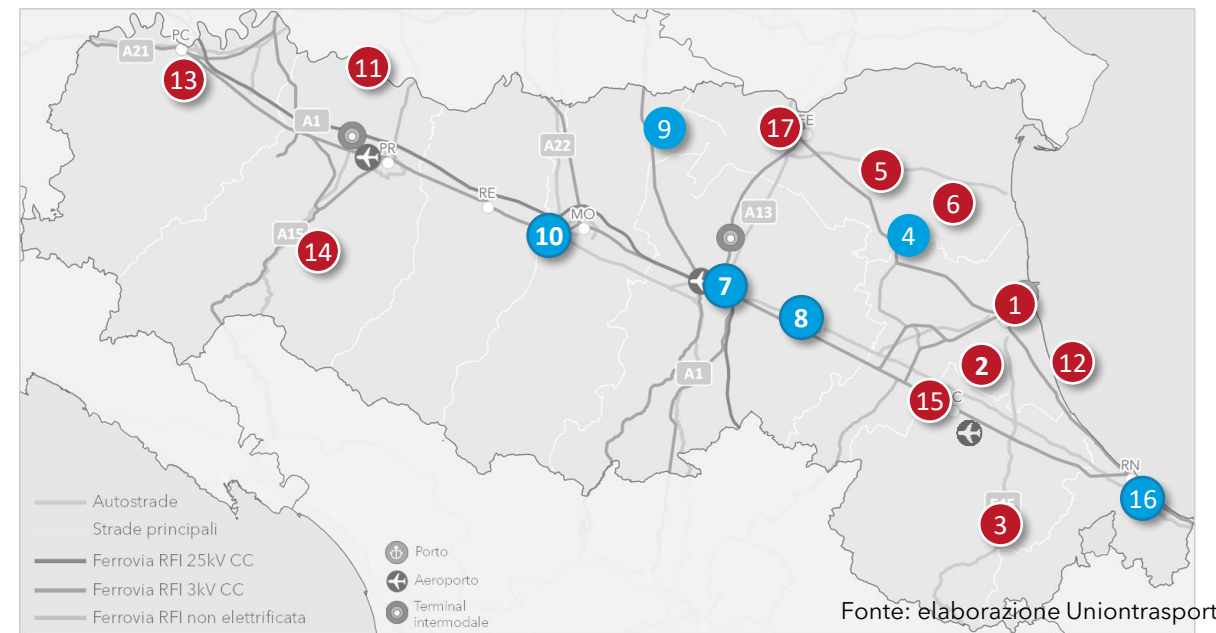 PC
A21
13
11
A1
PR
A22
9
17
FE
5
6
RE
MO
A13
10
4
A15
14
7
8
1
A1
2
12
15
RN
16
3
Autostrade
Strade principali
Ferrovia RFI 25kV CC
Ferrovia RFI 3kV CC
Ferrovia RFI non elettrificata
Porto
Aeroporto
Terminal
intermodale
Fonte: elaborazione Uniontrasport